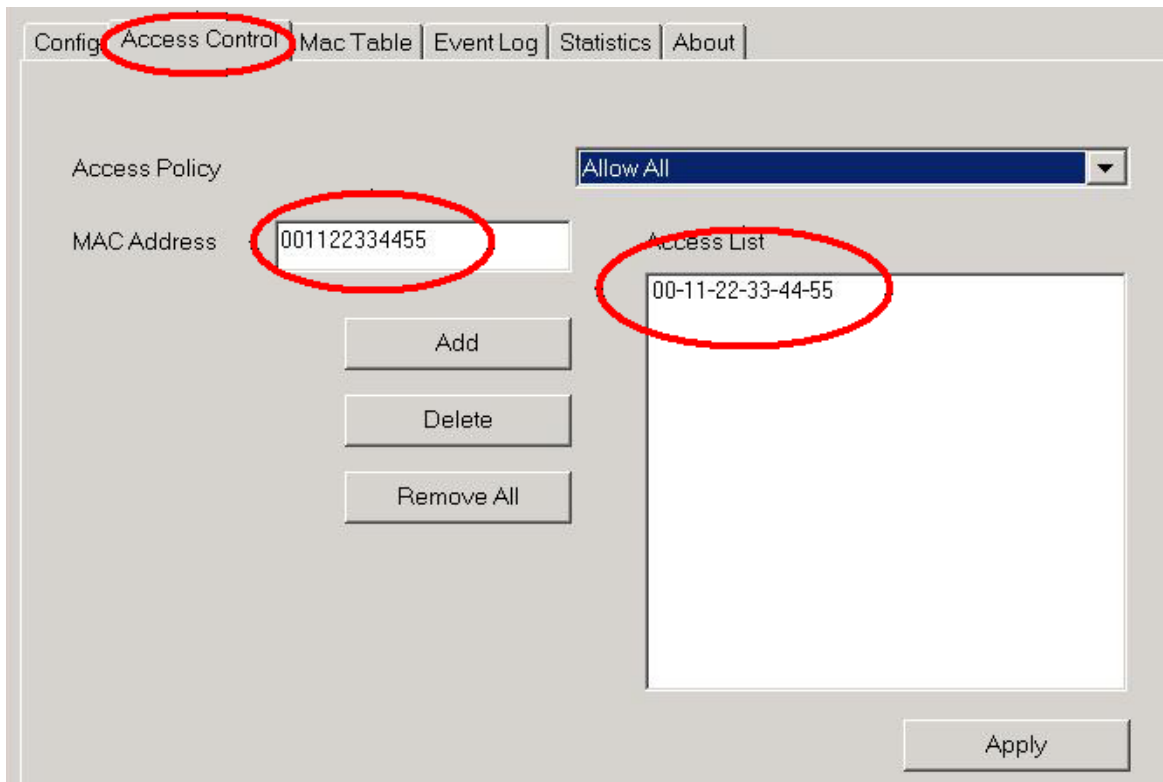 Config Access Control Mac Table Event Log Statistics About
Access Policy Allow All
MAC Address 001122334455
Access List
00-11-22-33-44-55
Add
Delete
Remove All
Apply